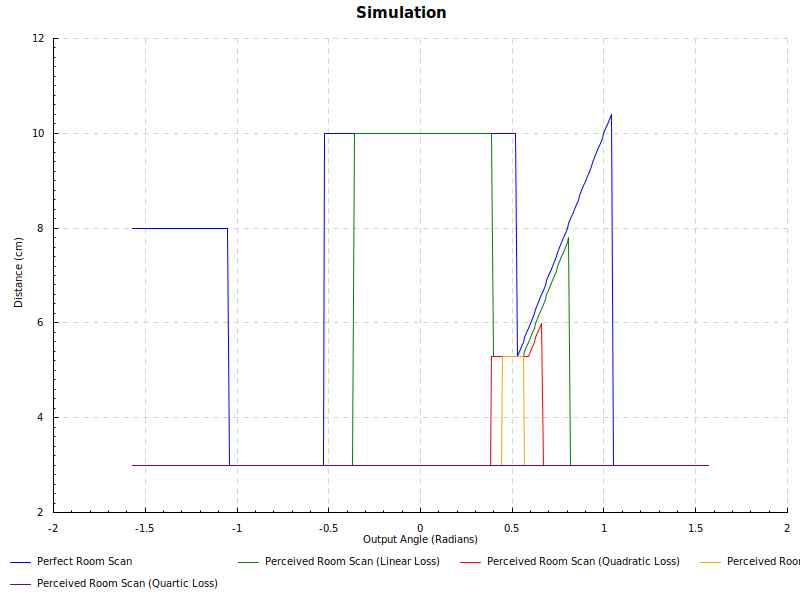 Simulation
12
10
8
6
4
2
Distance (cm)
-2 -1.5 -1 -0.5 0 0.5 1 1.5 2
Output Angle (Radians)
Perfect Room Scan Perceived Room Scan (Linear Loss) Perceived Room Scan (Quadratic Loss) Perceived Roo
Perceived Room Scan (Quartic Loss)